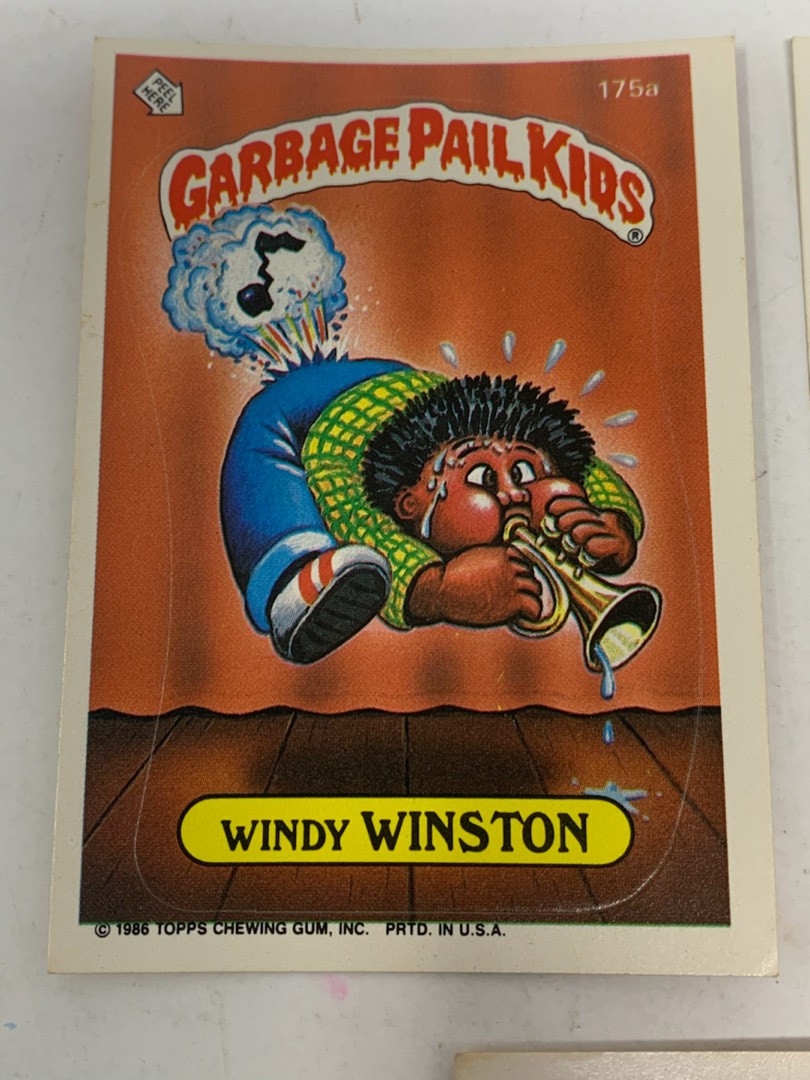 PEEL
HERE
175a
GARBAGE PAIL KIDS
®
WINDY WINSTON
© 1986 TOPPS CHEWING GUM, INC. PRTD. IN U.S.A.